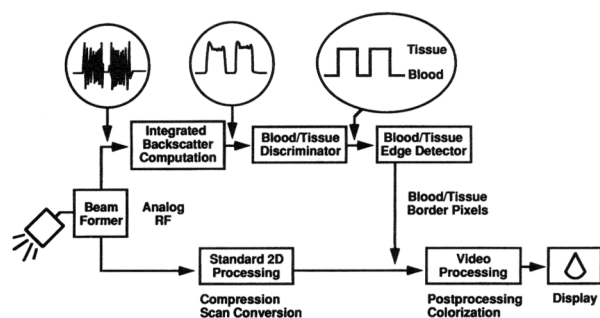 Tissue
Blood
Integrated
Backscatter
Computation
Blood/Tissue
Discriminator
Blood/Tissue
Edge Detector
Beam
Former
Analog
RF
Blood/Tissue
Border Pixels
Standard 2D
Processing
Video
Processing
Compression
Scan Conversion
Postprocessing
Colorization
Display